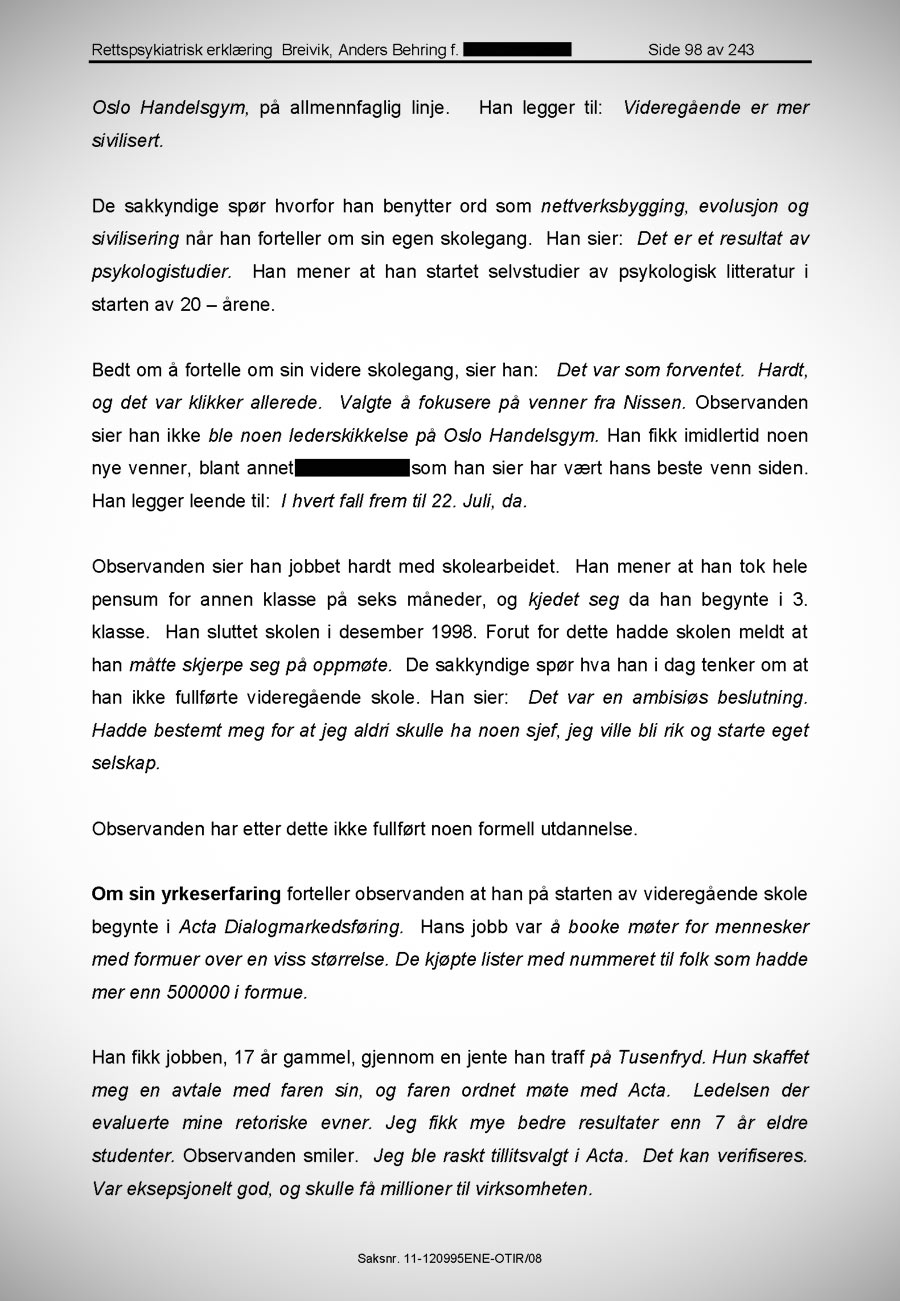 Rettspsykiatrisk erklæring Breivik, Anders Behring f. Side 98 av 243
Oslo Handelsgym, på allmennfaglig linje. Han legger til: Videregående er mer
sivilisert.
De sakkyndige spør hvorfor han benytter ord som nettverksbygging, evolusjon og
sivilisering når han forteller om sin egen skolegang. Han sier: Det er et resultat av
psykologistudier. Han mener at han startet selvstudier av psykologisk litteratur i
starten av 20 – årene.
Bedt om å fortelle om sin videre skolegang, sier han: Det var som forventet. Hardt,
og det var klikker allerede. Valgte å fokusere på venner fra Nissen. Observanden
sier han ikke ble noen lederskikkelse på Oslo Handelsgym. Han fikk imidlertid noen
nye venner, blant annet som han sier har vært hans beste venn siden.
Han legger leende til: I hvert fall frem til 22. Juli, da.
Observanden sier han jobbet hardt med skolearbeidet. Han mener at han tok hele
pensum for annen klasse på seks måneder, og kjedet seg da han begynte i 3.
klasse. Han sluttet skolen i desember 1998. Forut for dette hadde skolen meldt at
han måtte skjerpe seg på oppmøte. De sakkyndige spør hva han i dag tenker om at
han ikke fullførte videregående skole. Han sier: Det var en ambisiøs beslutning.
Hadde bestemt meg for at jeg aldri skulle ha noen sjef, jeg ville bli rik og starte eget
selskap.
Observanden har etter dette ikke fullført noen formell utdannelse.
Om sin yrkeserfaring forteller observanden at han på starten av videregående skole
begynte i Acta Dialogmarkedsføring. Hans jobb var å booke møter for mennesker
med formuer over en viss størrelse. De kjøpte lister med nummeret til folk som hadde
mer enn 500000 i formue.
Han fikk jobben, 17 år gammel, gjennom en jente han traff på Tusenfryd. Hun skaffet
meg en avtale med faren sin, og faren ordnet møte med Acta. Ledelsen der
evaluerte mine retoriske evner. Jeg fikk mye bedre resultater enn 7 år eldre
studenter. Observanden smiler. Jeg ble raskt tillitsvalgt i Acta. Det kan verifiseres.
Var eksepsjonelt god, og skulle få millioner til virksomheten.
Saksnr. 11-120995ENE-OTIR/08